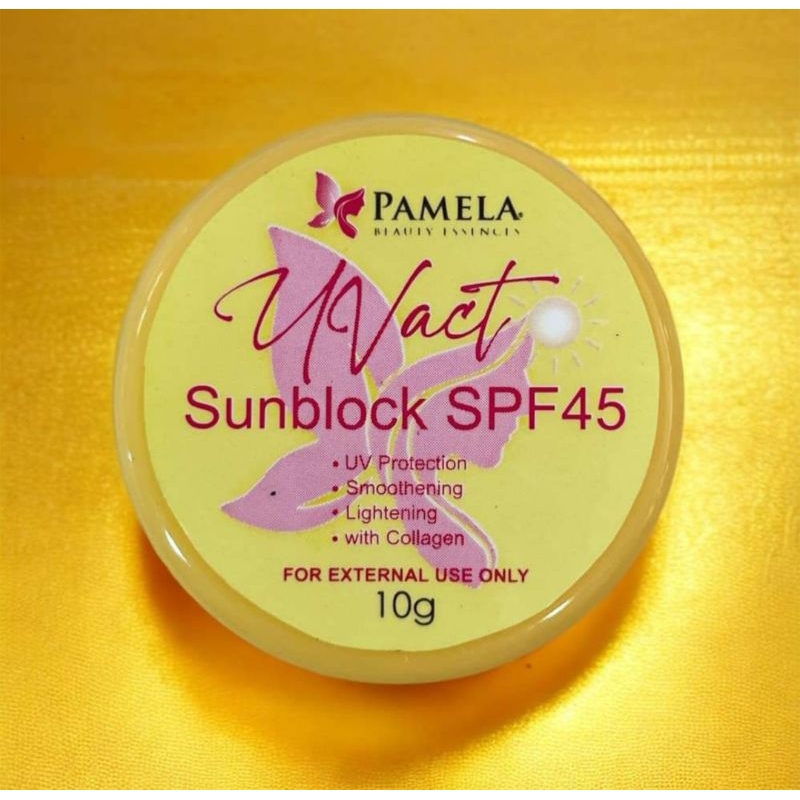 PAMELA®
BEAUTY ESSENCES
UVact
Sunblock SPF45
• UV Protection
• Smoothening
• Lightening
• with Collagen
FOR EXTERNAL USE ONLY
10g